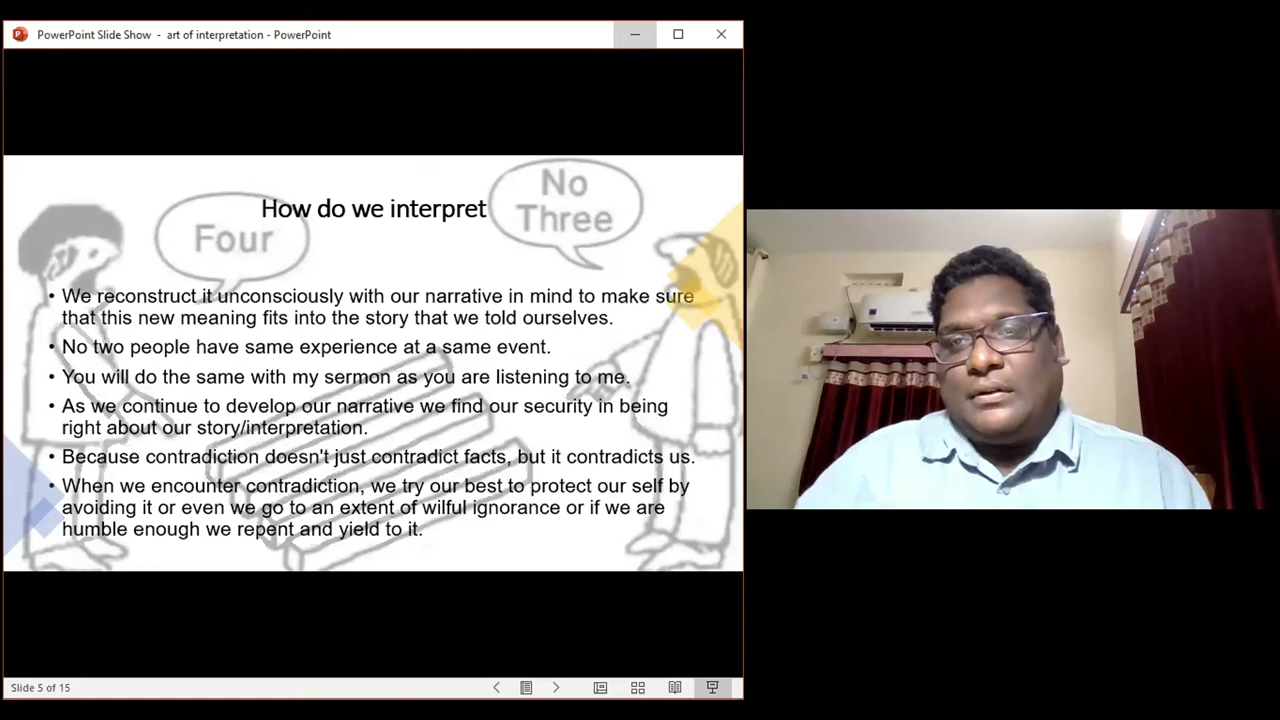 PowerPoint Slide Show - art of interpretation - PowerPoint
No
Three
Four
How do we interpret
• We reconstruct it unconsciously with our narrative in mind to make sure
that this new meaning fits into the story that we told ourselves.
• No two people have same experience at a same event.
• You will do the same with my sermon as you are listening to me.
• As we continue to develop our narrative we find our security in being
right about our story/interpretation.
• Because contradiction doesn't just contradict facts, but it contradicts us.
• When we encounter contradiction, we try our best to protect our self by
avoiding it or even we go to an extent of wilful ignorance or if we are
humble enough we repent and yield to it.
Slide 5 of 15